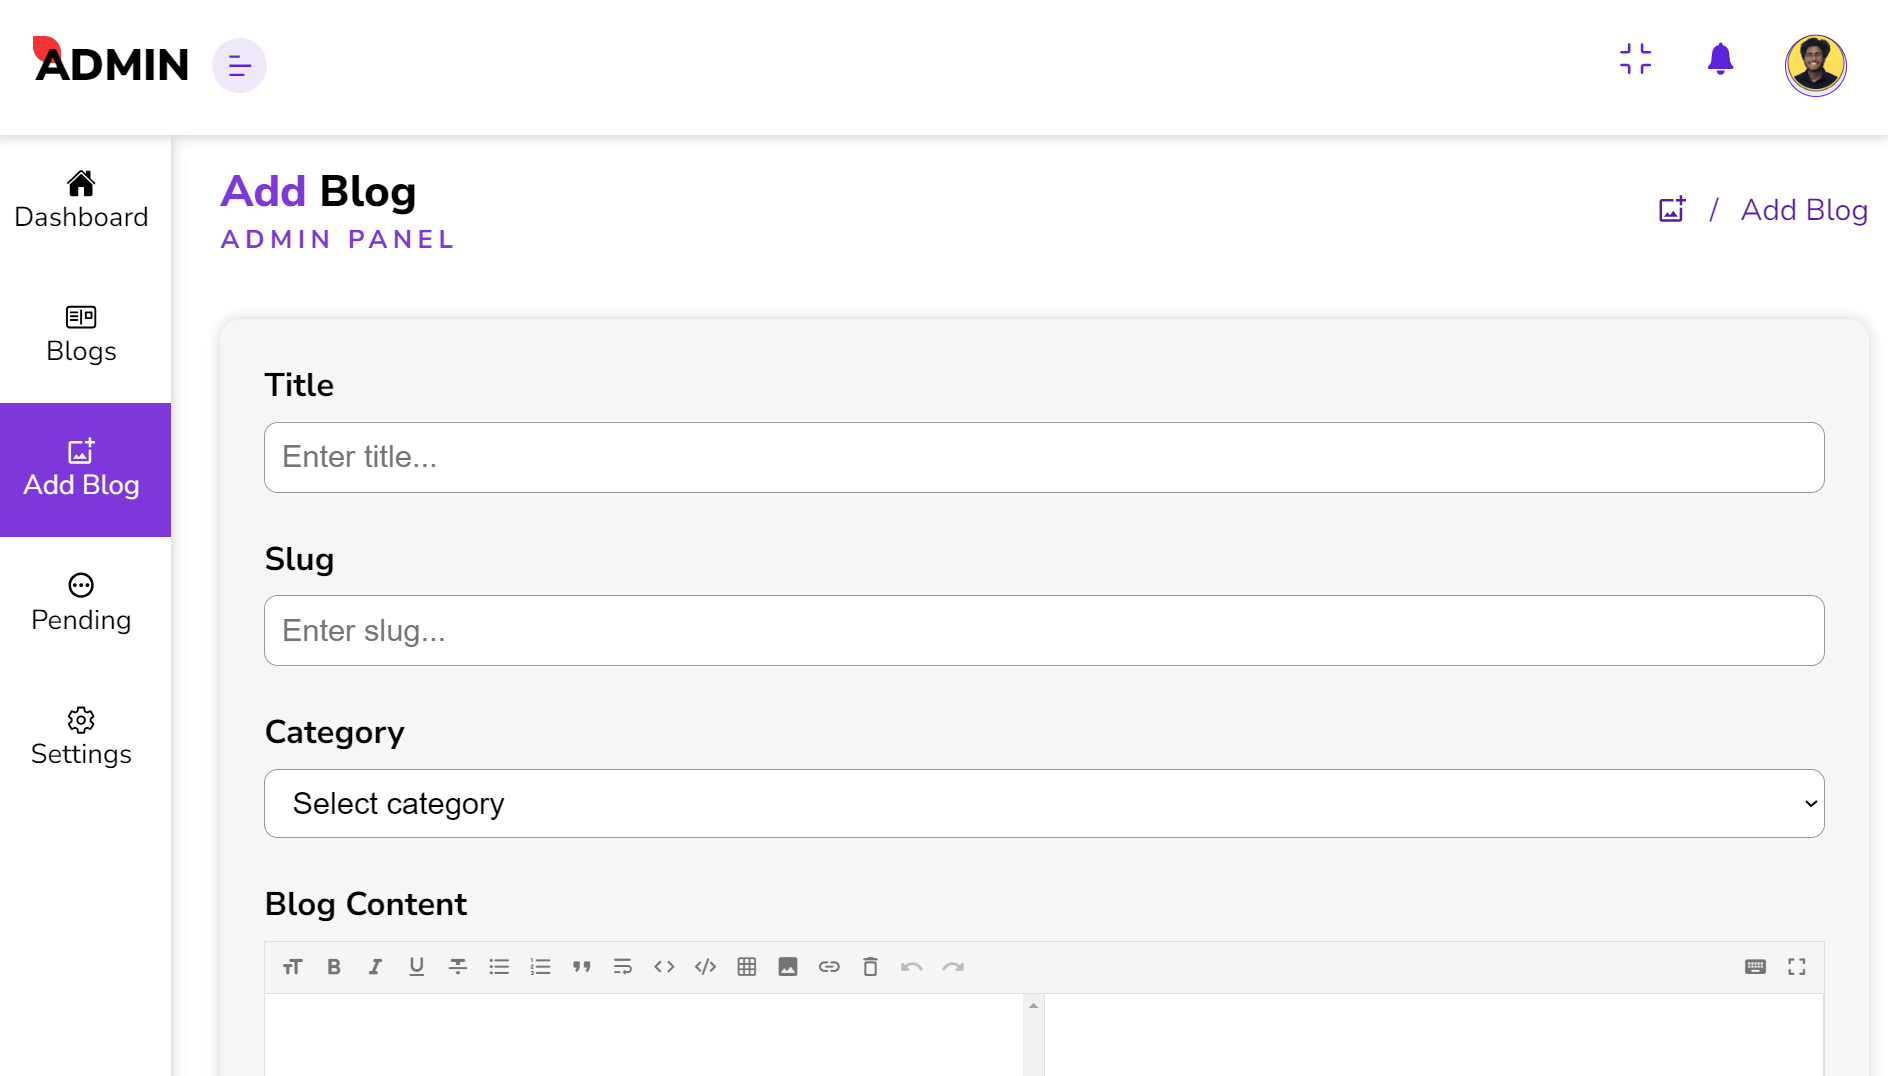 ADMIN
Dashboard
Blogs
Add Blog
Pending
Settings
Add Blog
ADMIN PANEL
/ Add Blog
Title
Enter title...
Slug
Enter slug...
Category
Select category
Blog Content